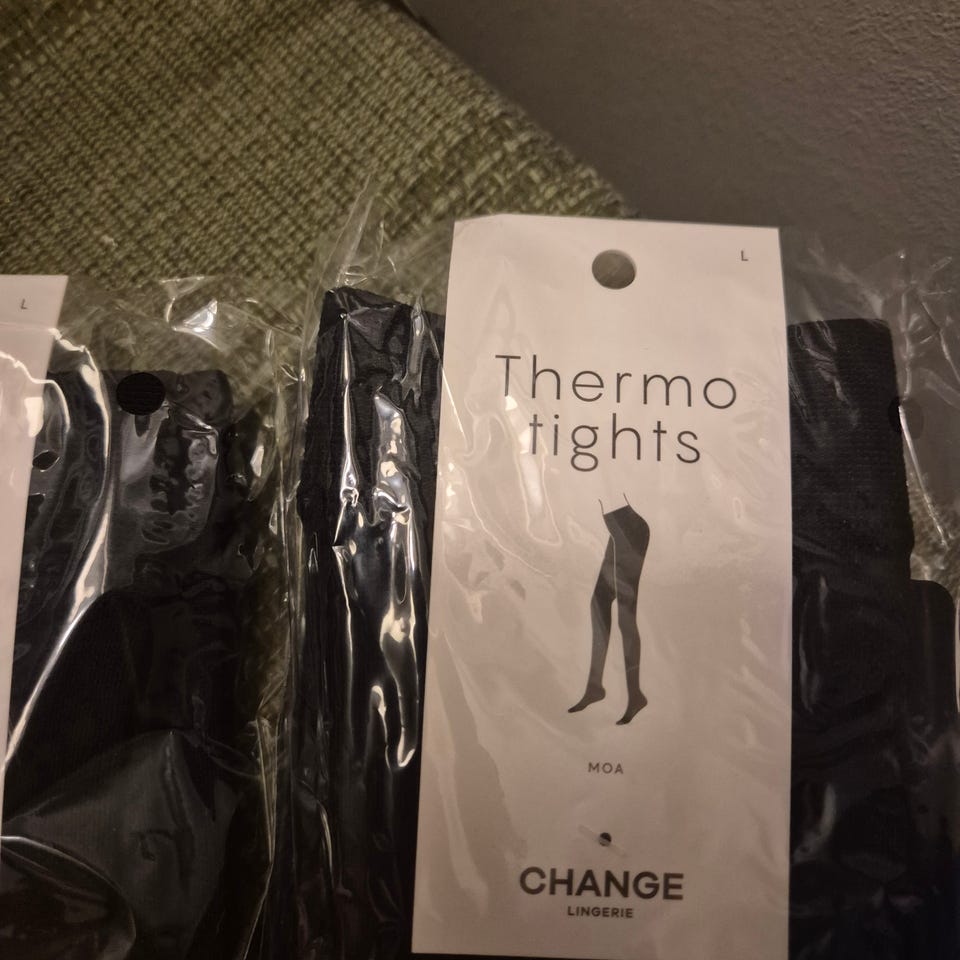 L
L
Thermo
tights
MOA
CHANGE
LINGERIE